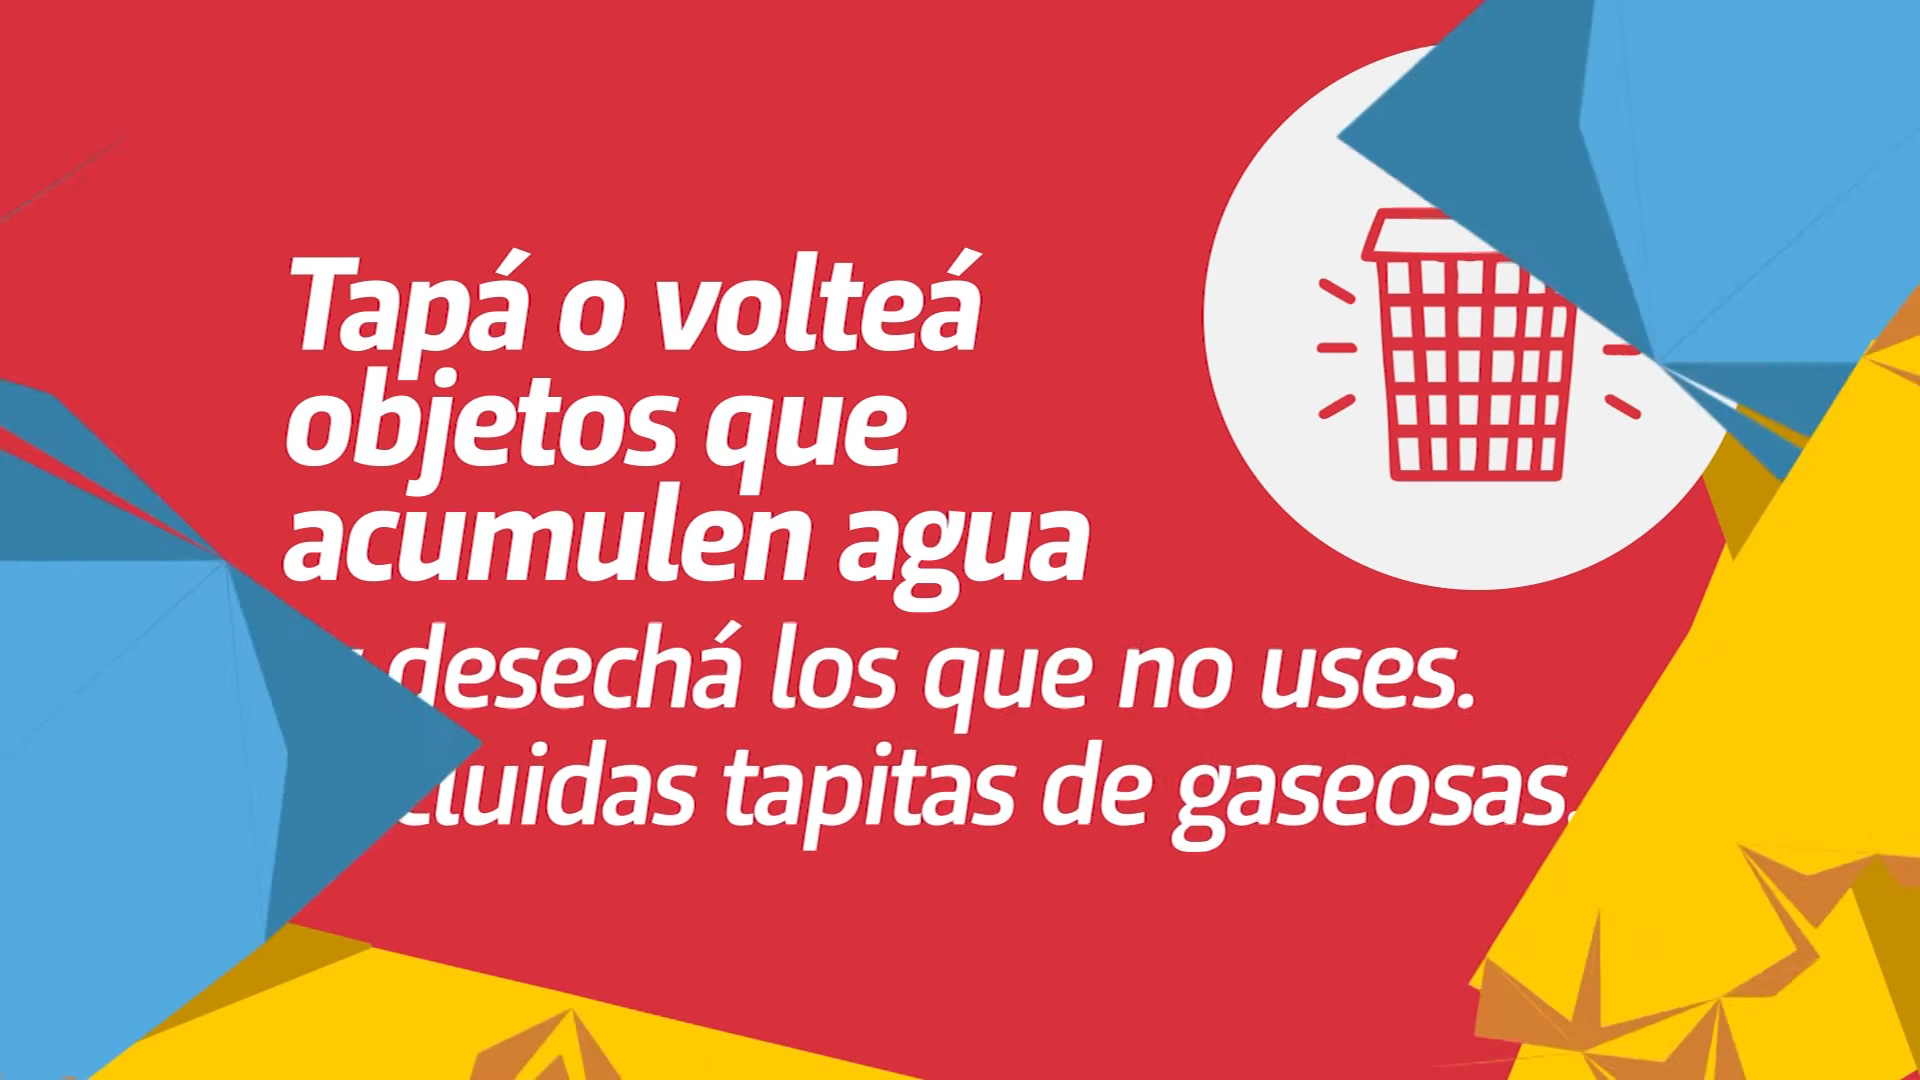 Tapá o volteá
objetos que
acumulen agua
desechá los que no uses.
tapitas de gaseosas.